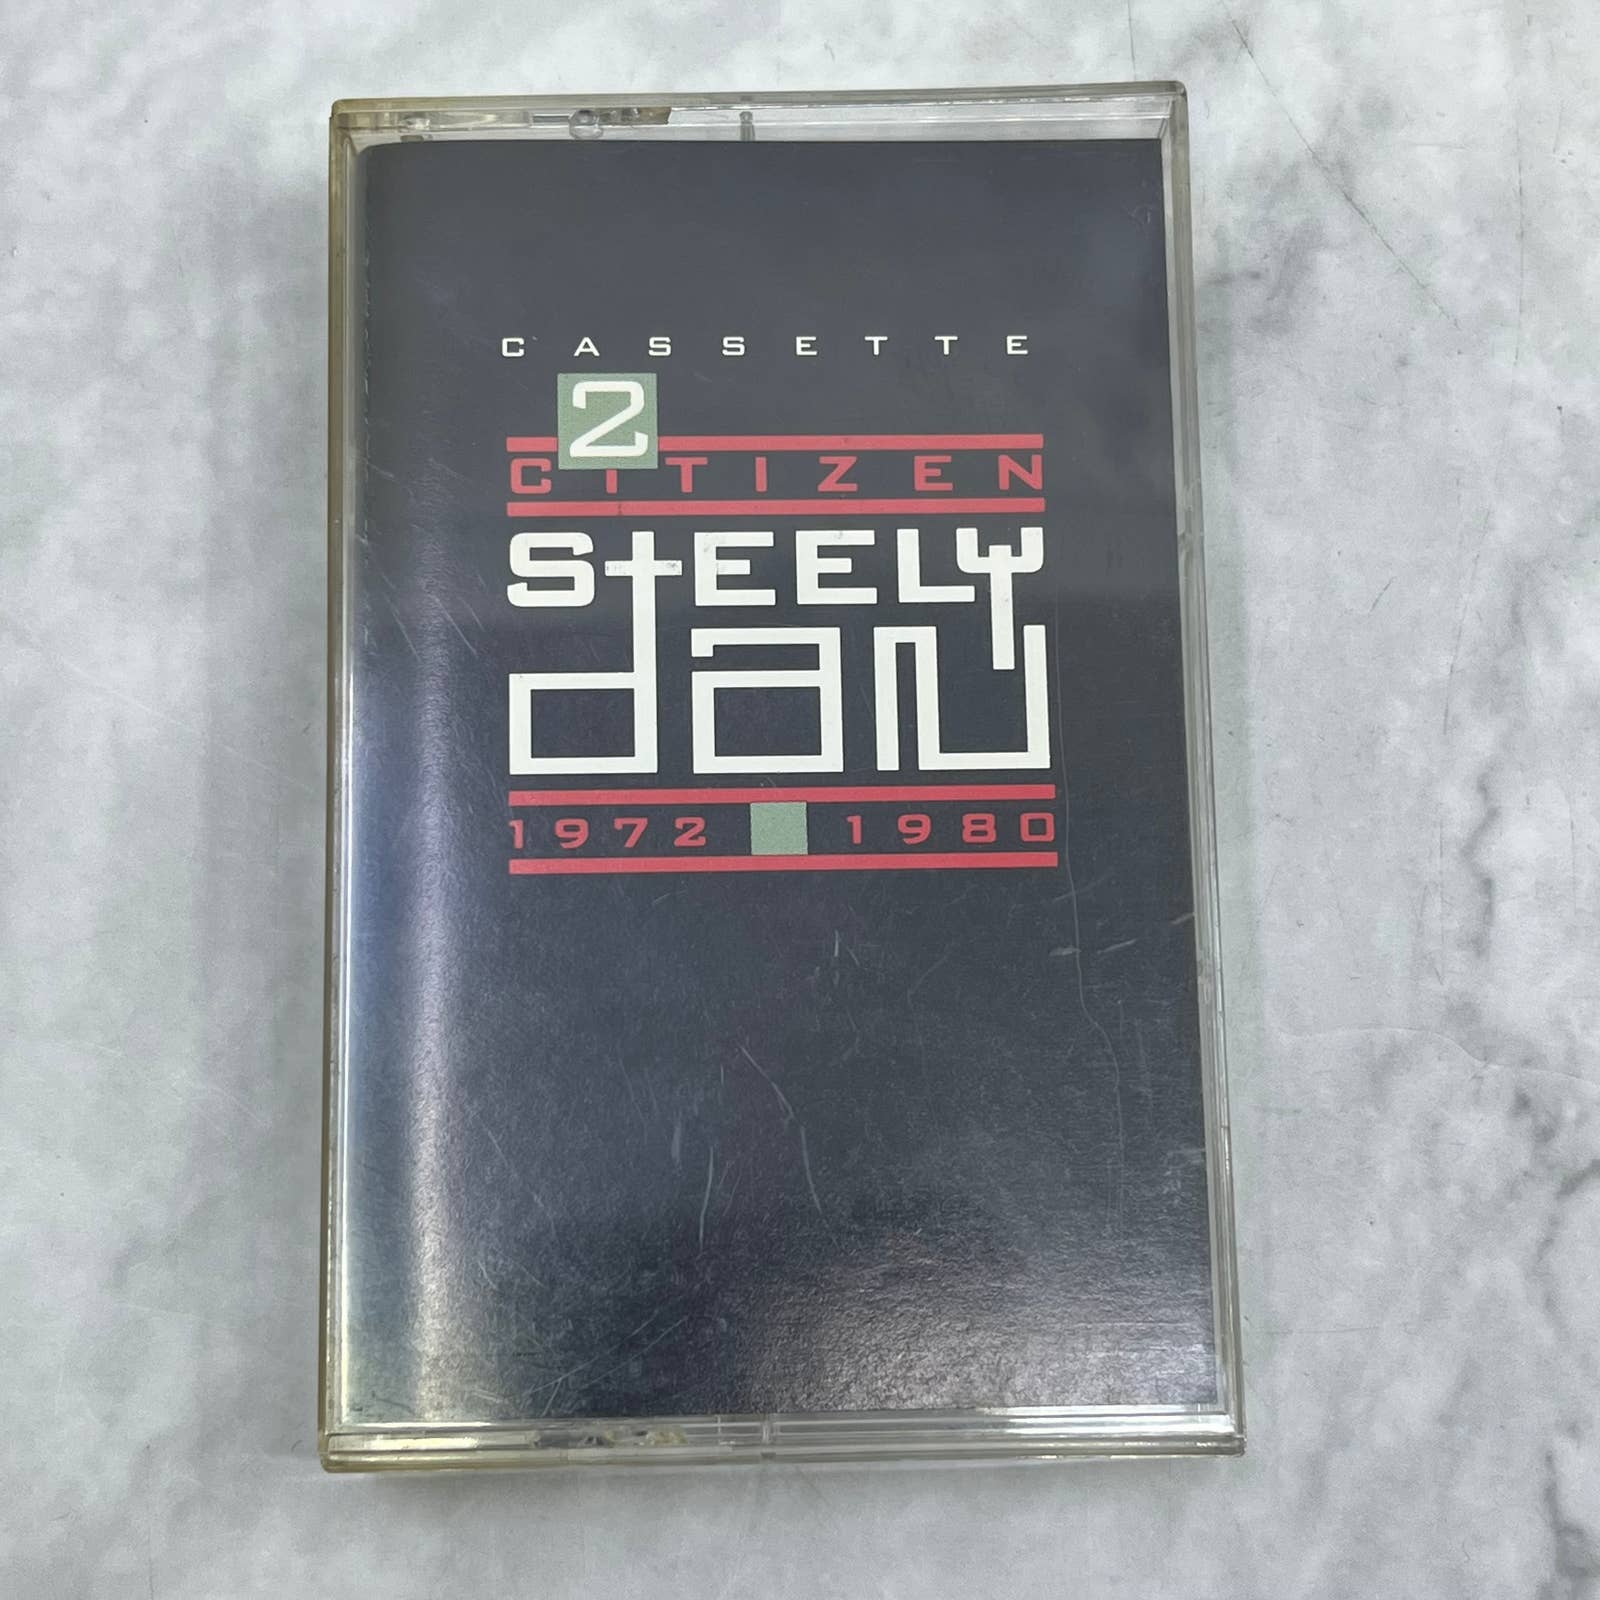 CASSETTE
2
CITIZEN
STEELY
dan
1972 1980